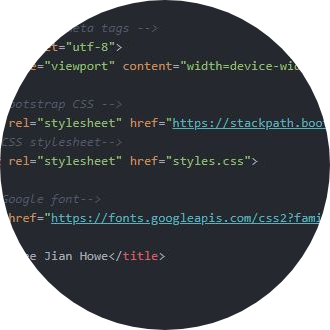 eta tags -->
et="utf-8">
="viewport" content="width=device-wid
ootstrap CSS -->
rel="stylesheet" href="https://stackpath.boo
CSS stylesheet-->
rel="stylesheet" href="styles.css">
Google font-->
href="https://fonts.googleapis.com/css2?fami
e Jian Howe</title>